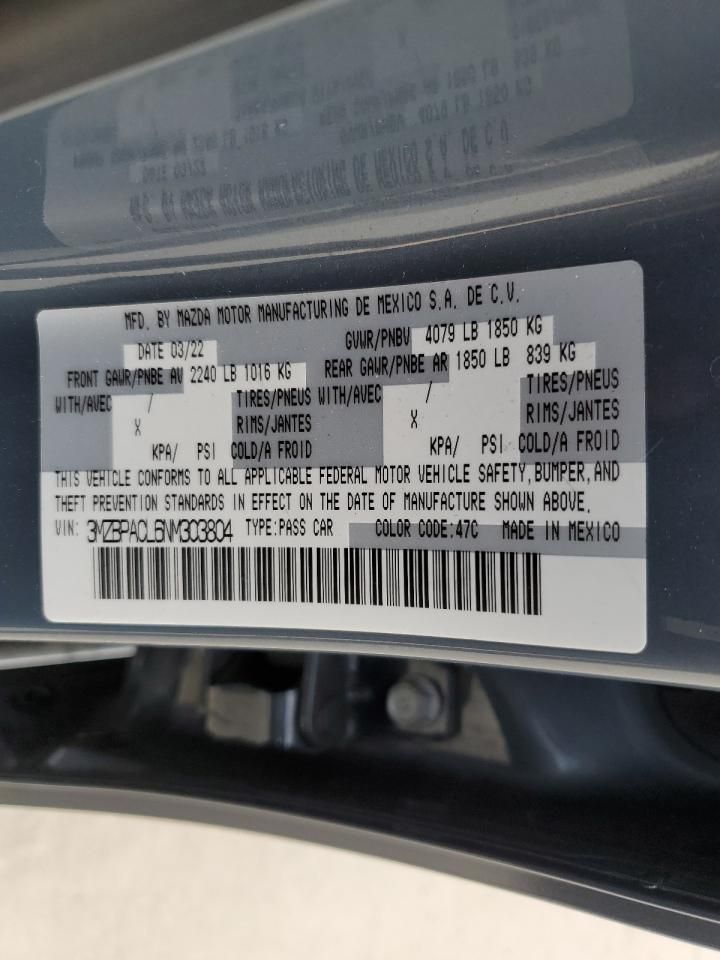 MFD. BY MAZDA MOTOR MANUFACTURING DE MEXICO S.A. DE C.V.
DATE 03/22 GVWR/PNBV 4079 LB 1850 KG
FRONT GAWR/PNBE AV 2240 LB 1016 KG REAR GAWR/PNBE AR 1850 LB 839 KG
WITH/AVEC / TIRES/PNEUS WITH/AVEC / TIRES/PNEUS
X RIMS/JANTES X RIMS/JANTES
KPA/ PSI COLD/A FROID KPA/ PSI COLD/A FROID
THIS VEHICLE CONFORMS TO ALL APPLICABLE FEDERAL MOTOR VEHICLE SAFETY,BUMPER,AND
THEFT PREVENTION STANDARDS IN EFFECT ON THE DATE OF MANUFACTURE SHOWN ABOVE.
VIN: 3MZBPACL6NM303804 TYPE:PASS CAR COLOR CODE:47C MADE IN MEXICO